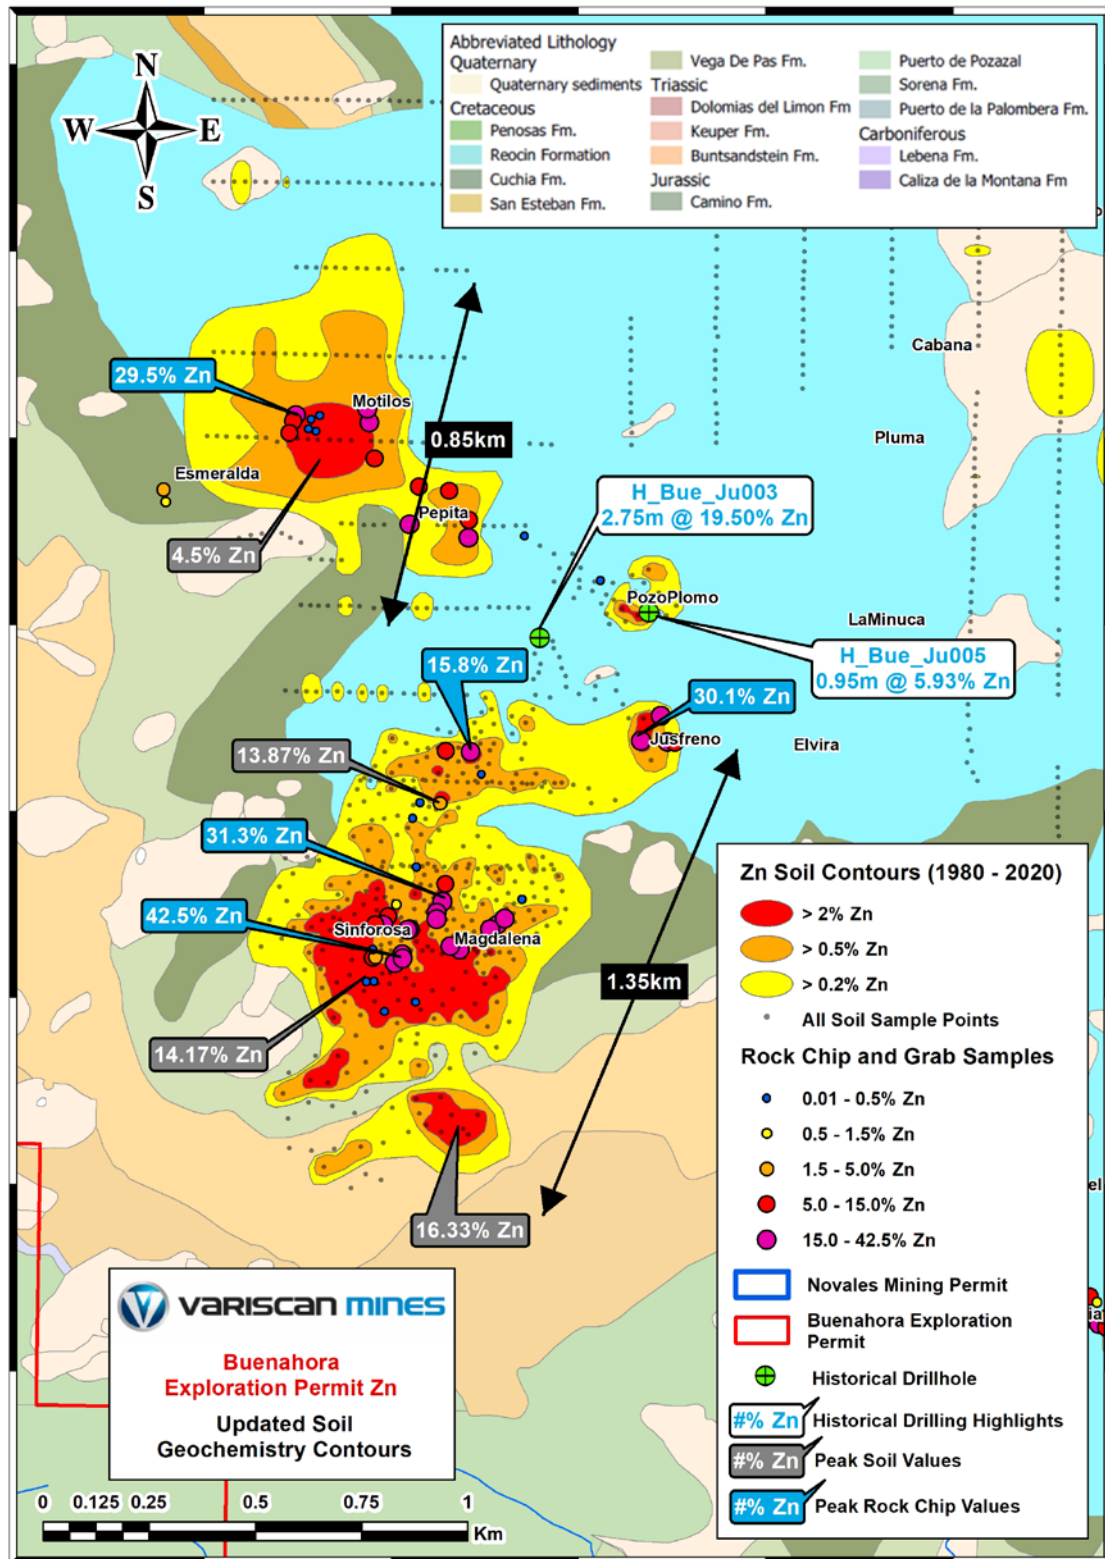 Abbreviated Lithology
Quaternary
Quaternary sediments
Cretaceous
Penosas Fm.
Reocin Formation
Cuchia Fm.
San Esteban Fm.
Vega De Pas Fm.
Triassic
Dolomias del Limon Fm
Keuper Fm.
Buntsandstein Fm.
Jurassic
Camino Fm.
Puerto de Pozazal
Sorena Fm.
Puerto de la Palombera Fm.
Carboniferous
Lebena Fm.
Caliza de la Montana Fm
N
W E
S
Cabana
29.5% Zn
Motilos
0.85km
Pluma
Esmeralda
H_Bue_Ju003
2.75m @ 19.50% Zn
Pepita
4.5% Zn
PozoPlomo
LaMinuca
H_Bue_Ju005
0.95m @ 5.93% Zn
15.8% Zn
30.1% Zn
Jusfreno
Elvira
13.87% Zn
31.3% Zn
42.5% Zn
Sinforosa
Magdalena
1.35km
14.17% Zn
16.33% Zn
Zn Soil Contours (1980 - 2020)
> 2% Zn
> 0.5% Zn
> 0.2% Zn
All Soil Sample Points
Rock Chip and Grab Samples
0.01 - 0.5% Zn
0.5 - 1.5% Zn
1.5 - 5.0% Zn
5.0 - 15.0% Zn
15.0 - 42.5% Zn
Novales Mining Permit
Buenahora Exploration
Permit
Historical Drillhole
#% Zn Historical Drilling Highlights
#% Zn Peak Soil Values
#% Zn Peak Rock Chip Values
el
ia
VARISCAN MINES
Buenahora
Exploration Permit Zn
Updated Soil
Geochemistry Contours
0 0.125 0.25 0.5 0.75 1
Km